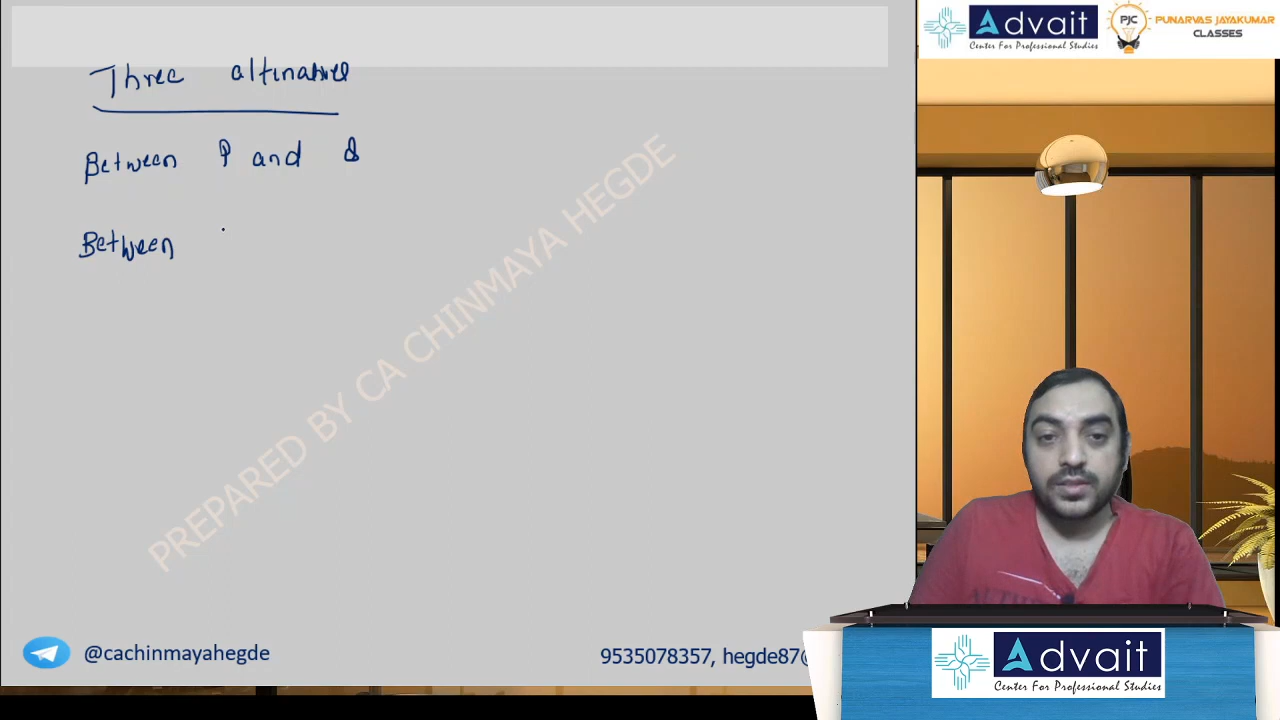 Three altinative
Between P and Q
Between
PREPARED BY CA CHINMAYA HEGDE
@cachinmayahegde
9535078357, hegde87@
Advait
Center For Professional Studies
PJC
PUNARVAS JAYAKUMAR
CLASSES
Advait
Center For Professional Studies